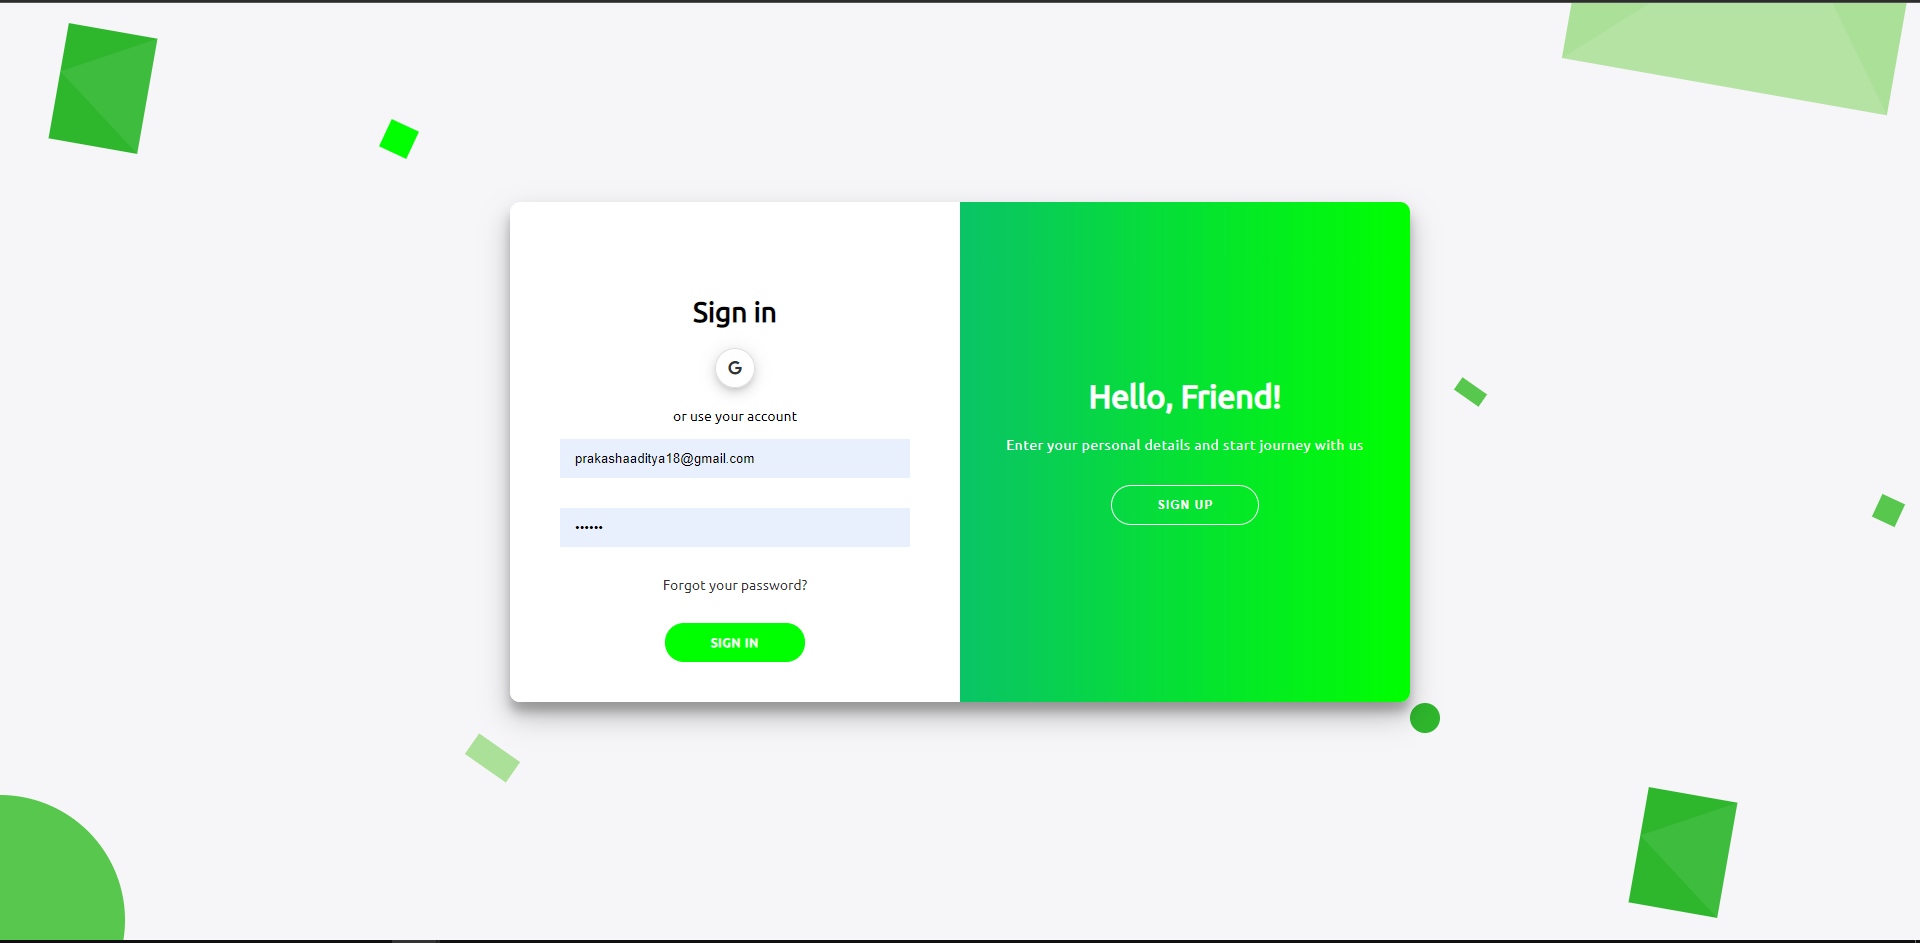 Sign in
G
or use your account
prakashaaditya18@gmail.com
••••••
Forgot your password?
SIGN IN
Hello, Friend!
Enter your personal details and start journey with us
SIGN UP